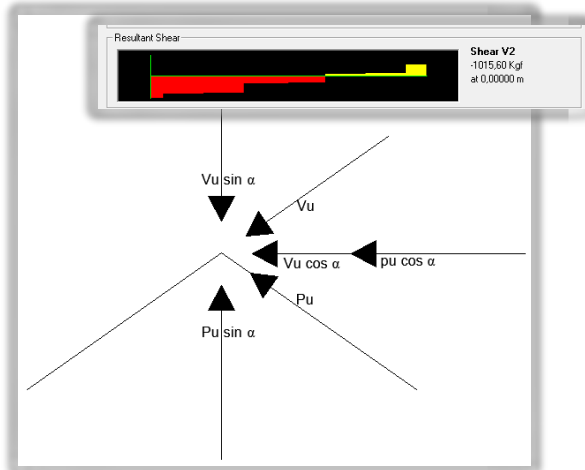 Resultant Shear
Shear V2
-1015,60 Kgf
at 0,00000 m
Vu sin α
Vu
Vu cos α
pu cos α
Pu
Pu sin α